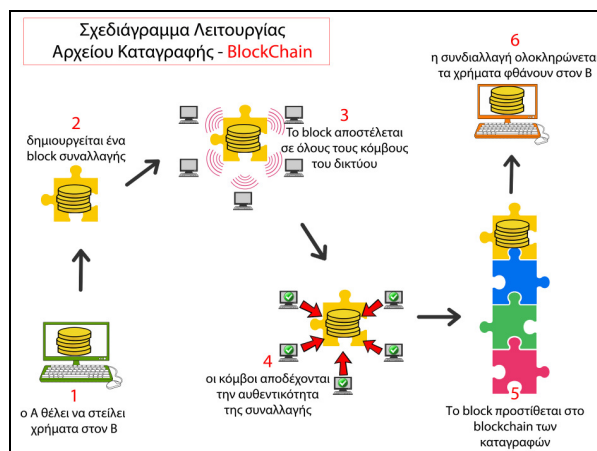 Σχεδιάγραμμα Λειτουργίας
Αρχείου Καταγραφής - BlockChain
1
ο Α θέλει να στείλει
χρήματα στον Β
2
δημιουργείται ένα
block συναλλαγής
3
Το block αποστέλεται
σε όλους τους κόμβους
του δικτύου
4
οι κόμβοι αποδέχονται
την αυθεντικότητα
της συναλλαγής
5
Το block προστίθεται στο
blockchain των
καταγραφών
6
η συνδιαλλαγή ολοκληρώνεται
τα χρήματα φθάνουν στον Β